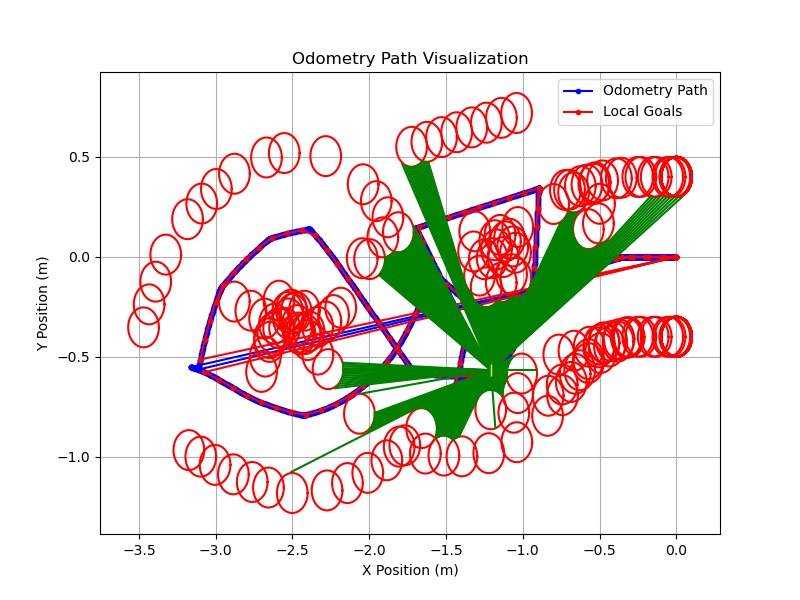 Odometry Path Visualization
Odometry Path
Local Goals
Y Position (m)
0.5
0.0
−0.5
−1.0
−3.5 −3.0 −2.5 −2.0 −1.5 −1.0 −0.5 0.0
X Position (m)